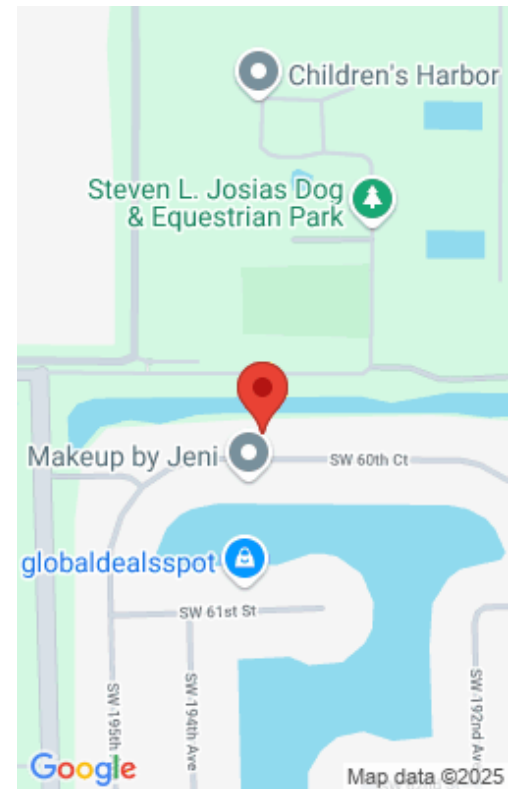 Children's Harbor
Steven L. Josias Dog
& Equestrian Park
Makeup by Jeni
SW 60th Ct
globaldealsspot
SW 61st St
SW 195th
SW 194th Ave
SW 192nd Av
Google
Map data ©2025